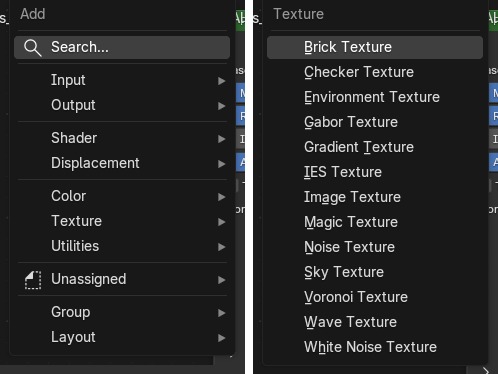 Add
Search...
Input
Output
Shader
Displacement
Color
Texture
Utilities
Unassigned
Group
Layout
Texture
Brick Texture
Checker Texture
Environment Texture
Gabor Texture
Gradient Texture
IES Texture
Image Texture
Magic Texture
Noise Texture
Sky Texture
Voronoi Texture
Wave Texture
White Noise Texture